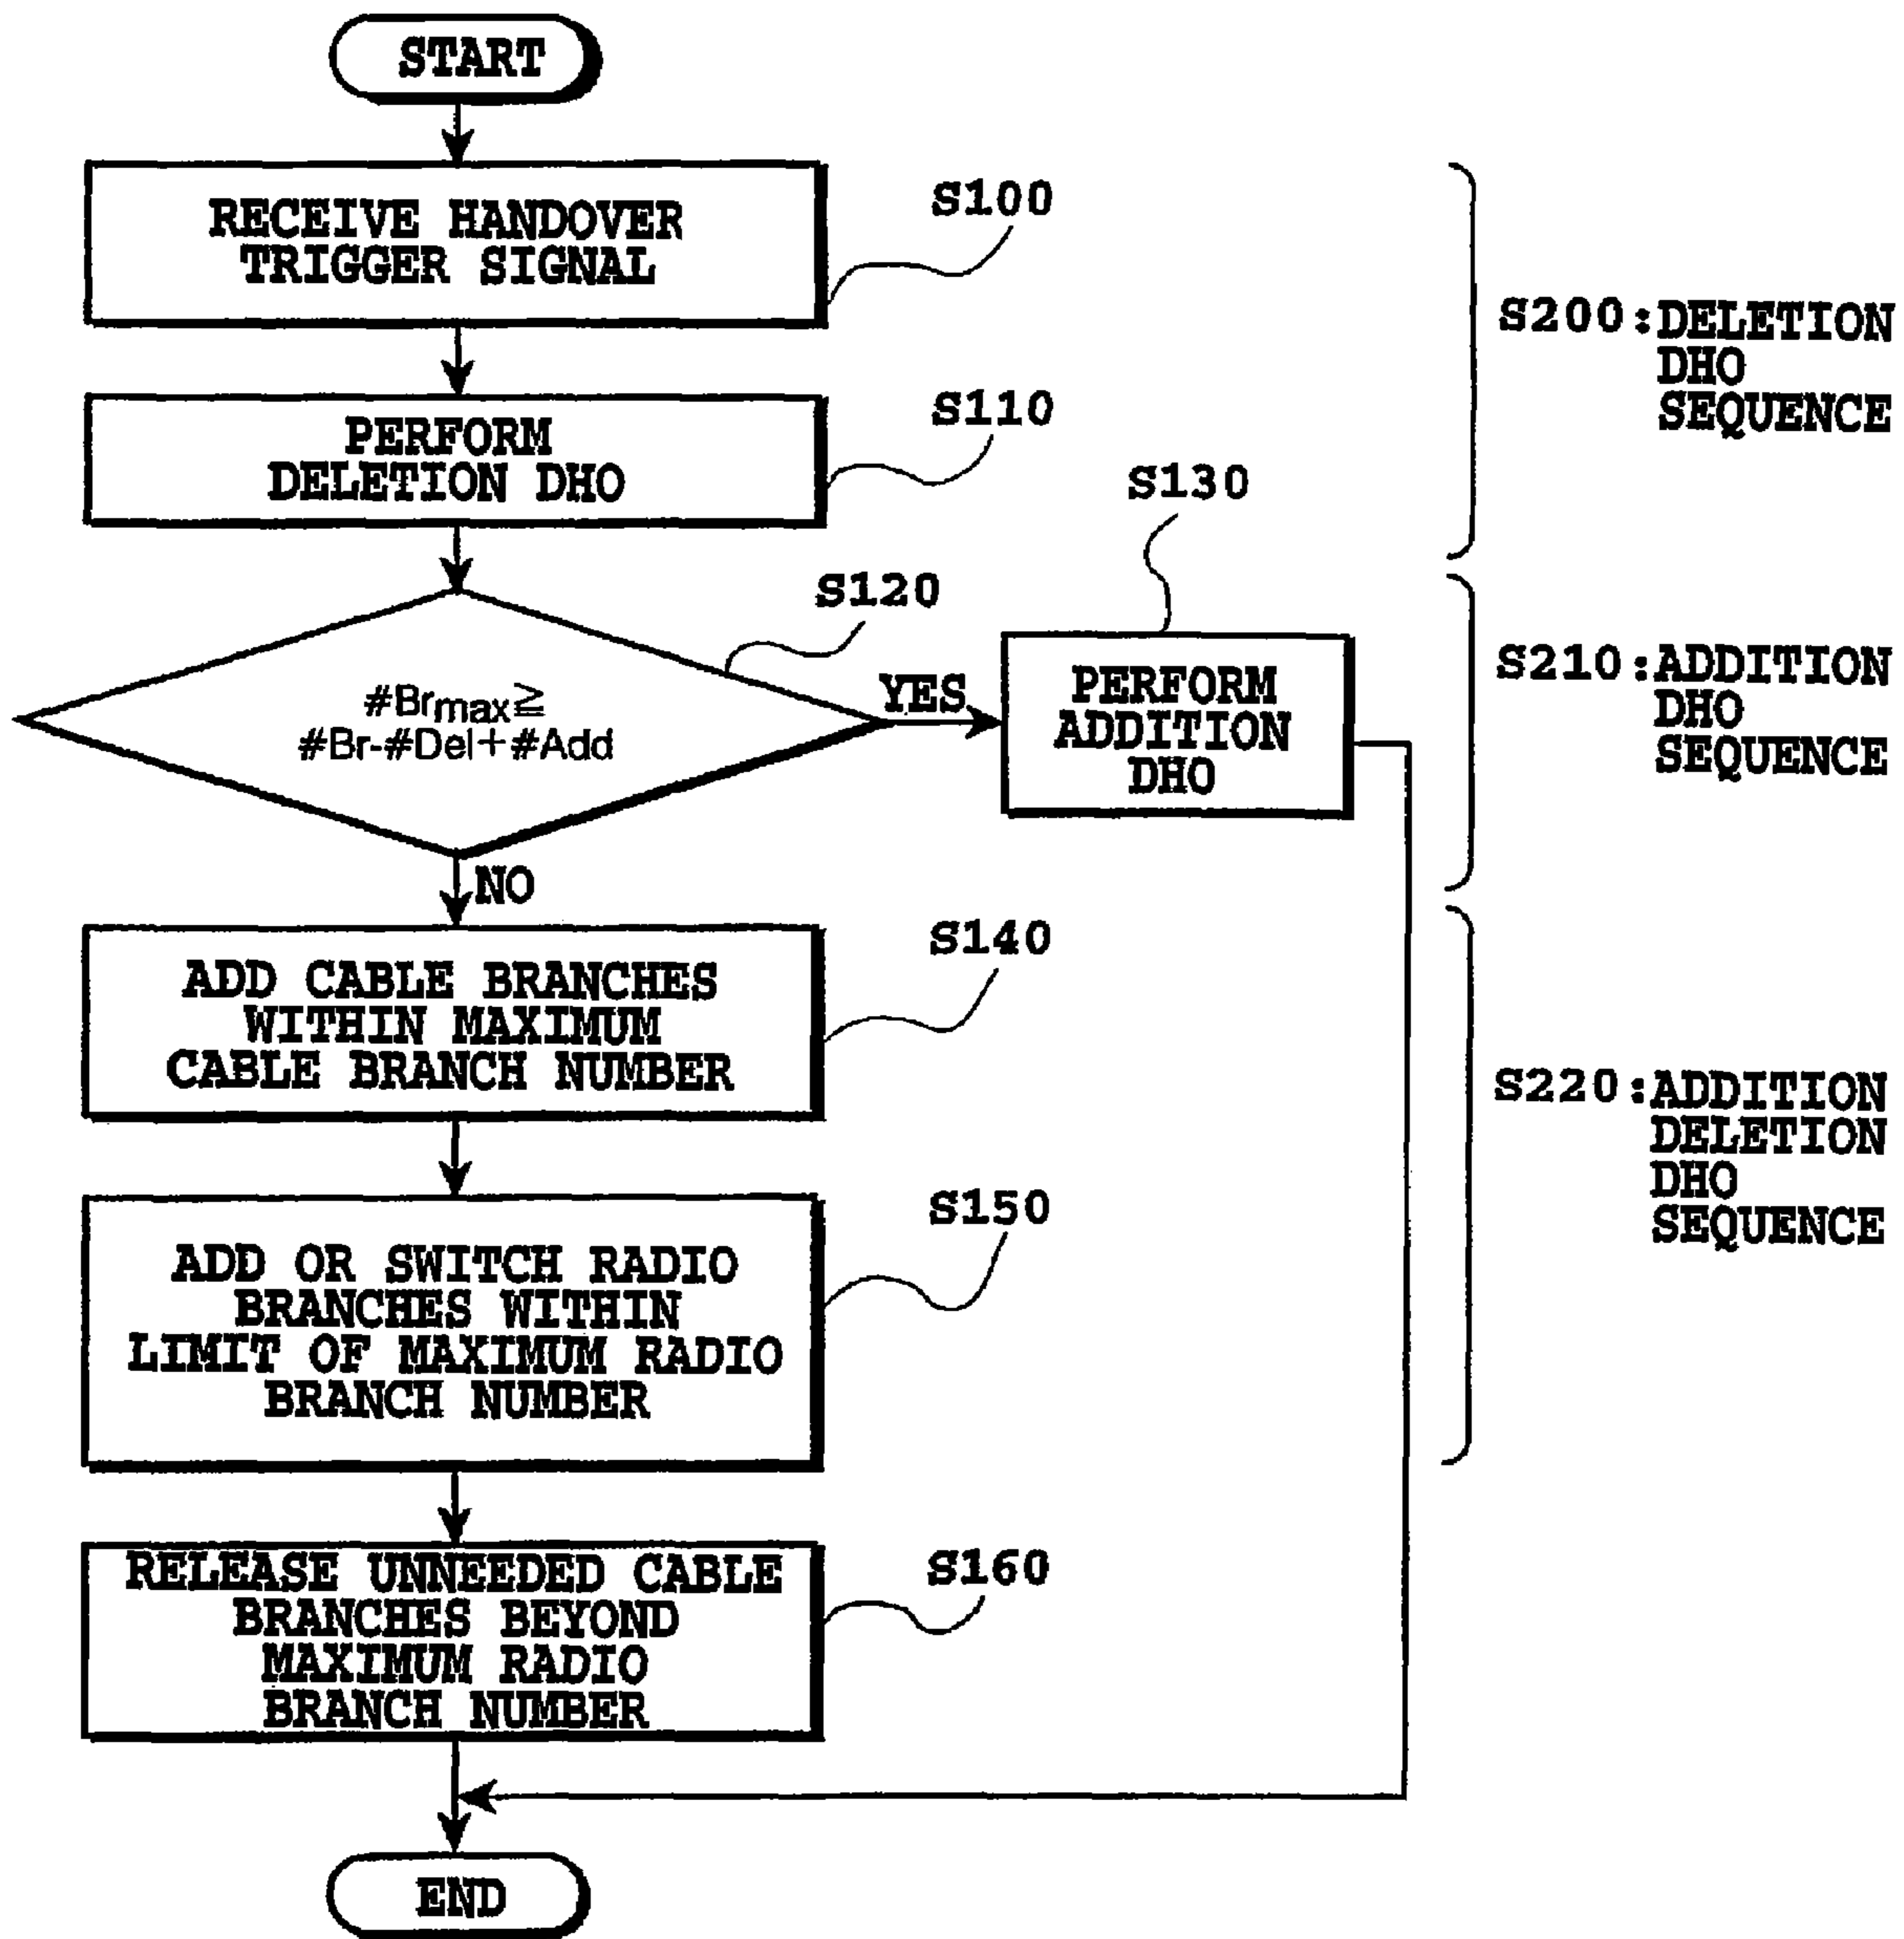 START
RECEIVE HANDOVER
TRIGGER SIGNAL
S100
S200:DELETION
DHO
SEQUENCE
PERFORM
DELETION DHO
S110
S120
#Brmax≧
#Br-#Del+#Add
YES
NO
S130
PERFORM
ADDITION
DHO
S210:ADDITION
DHO
SEQUENCE
ADD CABLE BRANCHES
WITHIN MAXIMUM
CABLE BRANCH NUMBER
S140
S220:ADDITION
DELETION
DHO
SEQUENCE
ADD OR SWITCH RADIO
BRANCHES WITHIN
LIMIT OF MAXIMUM RADIO
BRANCH NUMBER
S150
RELEASE UNNEEDED CABLE
BRANCHES BEYOND
MAXIMUM RADIO
BRANCH NUMBER
S160
END